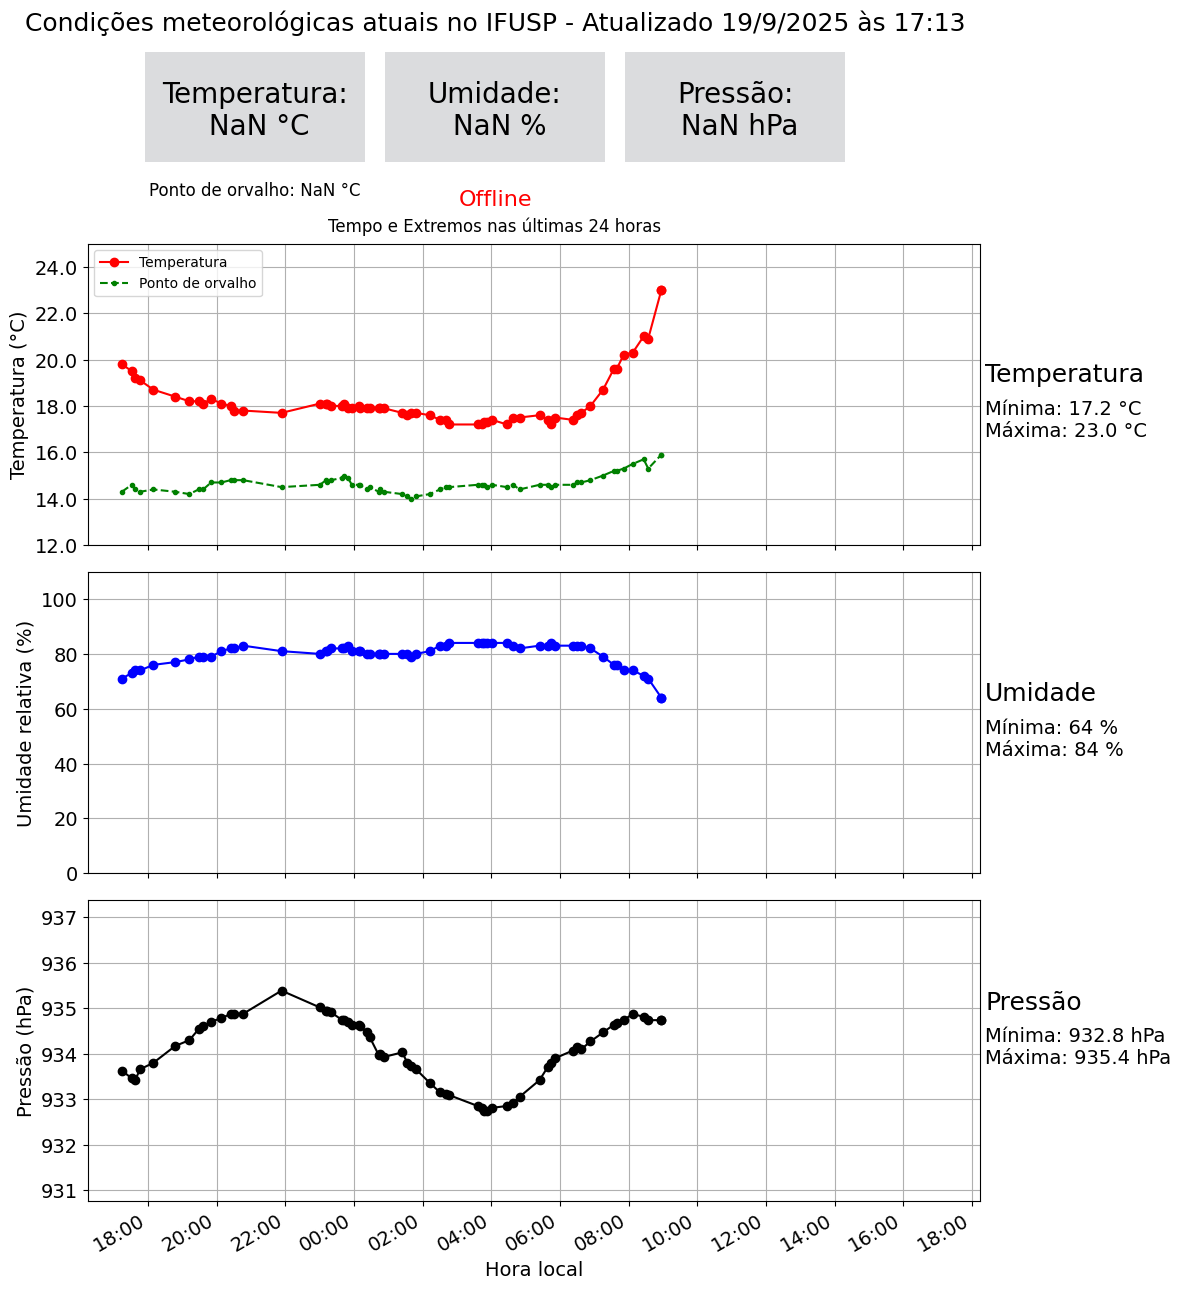 Condições meteorológicas atuais no IFUSP - Atualizado 19/9/2025 às 17:13
Temperatura:
NaN °C
Umidade:
NaN %
Pressão:
NaN hPa
Ponto de orvalho: NaN °C
Offline
Tempo e Extremos nas últimas 24 horas
Temperatura
Ponto de orvalho
Temperatura (°C)
24.0
22.0
20.0
18.0
16.0
14.0
12.0
Temperatura
Mínima: 17.2 °C
Máxima: 23.0 °C
Umidade relativa (%)
100
80
60
40
20
0
Umidade
Mínima: 64 %
Máxima: 84 %
Pressão (hPa)
937
936
935
934
933
932
931
Pressão
Mínima: 932.8 hPa
Máxima: 935.4 hPa
18:00 20:00 22:00 00:00 02:00 04:00 06:00 08:00 10:00 12:00 14:00 16:00 18:00
Hora local